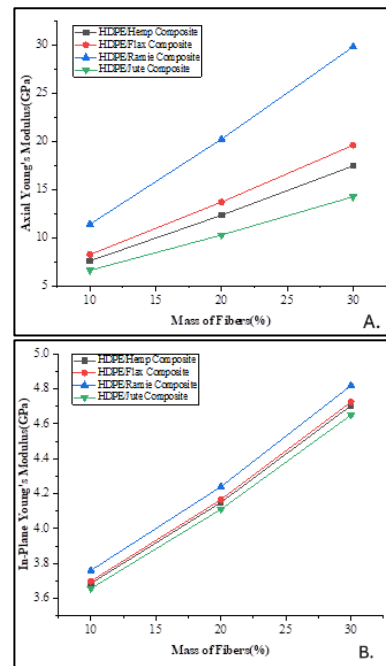 HDPE/Hemp Composite
HDPE/Flax Composite
HDPE/Ramie Composite
HDPE/Jute Composite
Axial Young's Modulus(GPa)
30
25
20
15
10
5
10 15 20 25 30
Mass of Fibers(%)
A.
HDPE/Hemp Composite
HDPE/Flax Composite
HDPE/Ramie Composite
HDPE/Jute Composite
In-Plane Young's Modulus(GPa)
5.0
4.8
4.6
4.4
4.2
4.0
3.8
3.6
10 15 20 25 30
Mass of Fibers(%)
B.